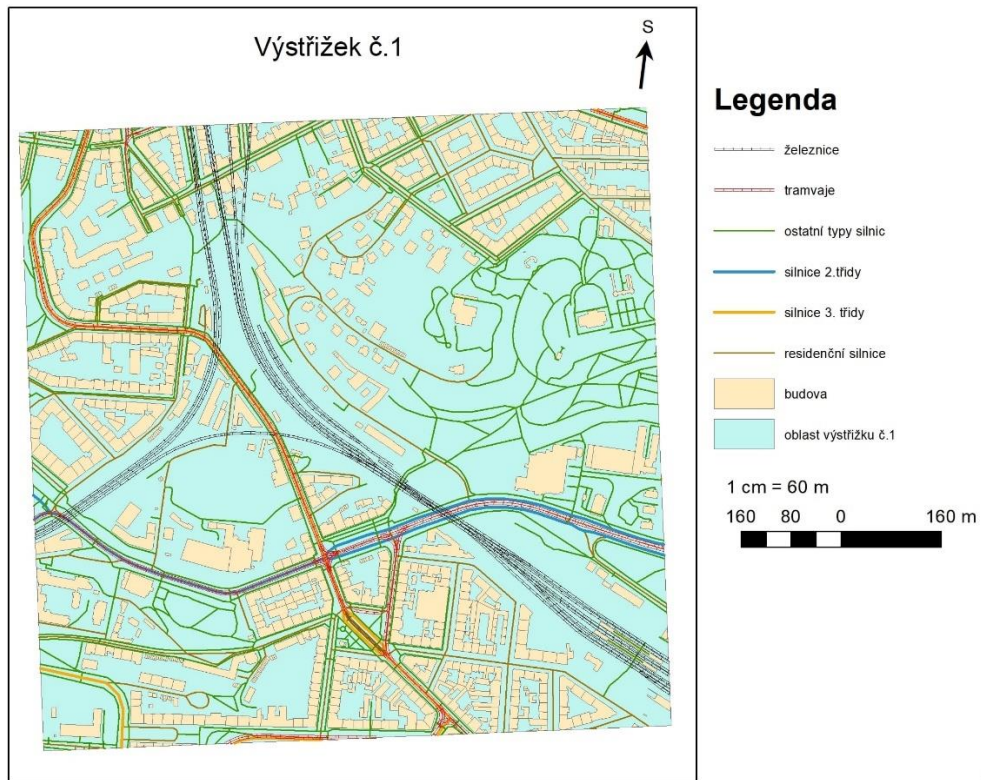 Výstřižek č.1
S
Legenda
železnice
tramvaje
ostatní typy silnic
silnice 2.třídy
silnice 3. třídy
residenční silnice
budova
oblast výstřižku č.1
1 cm = 60 m
160 80 0 160 m